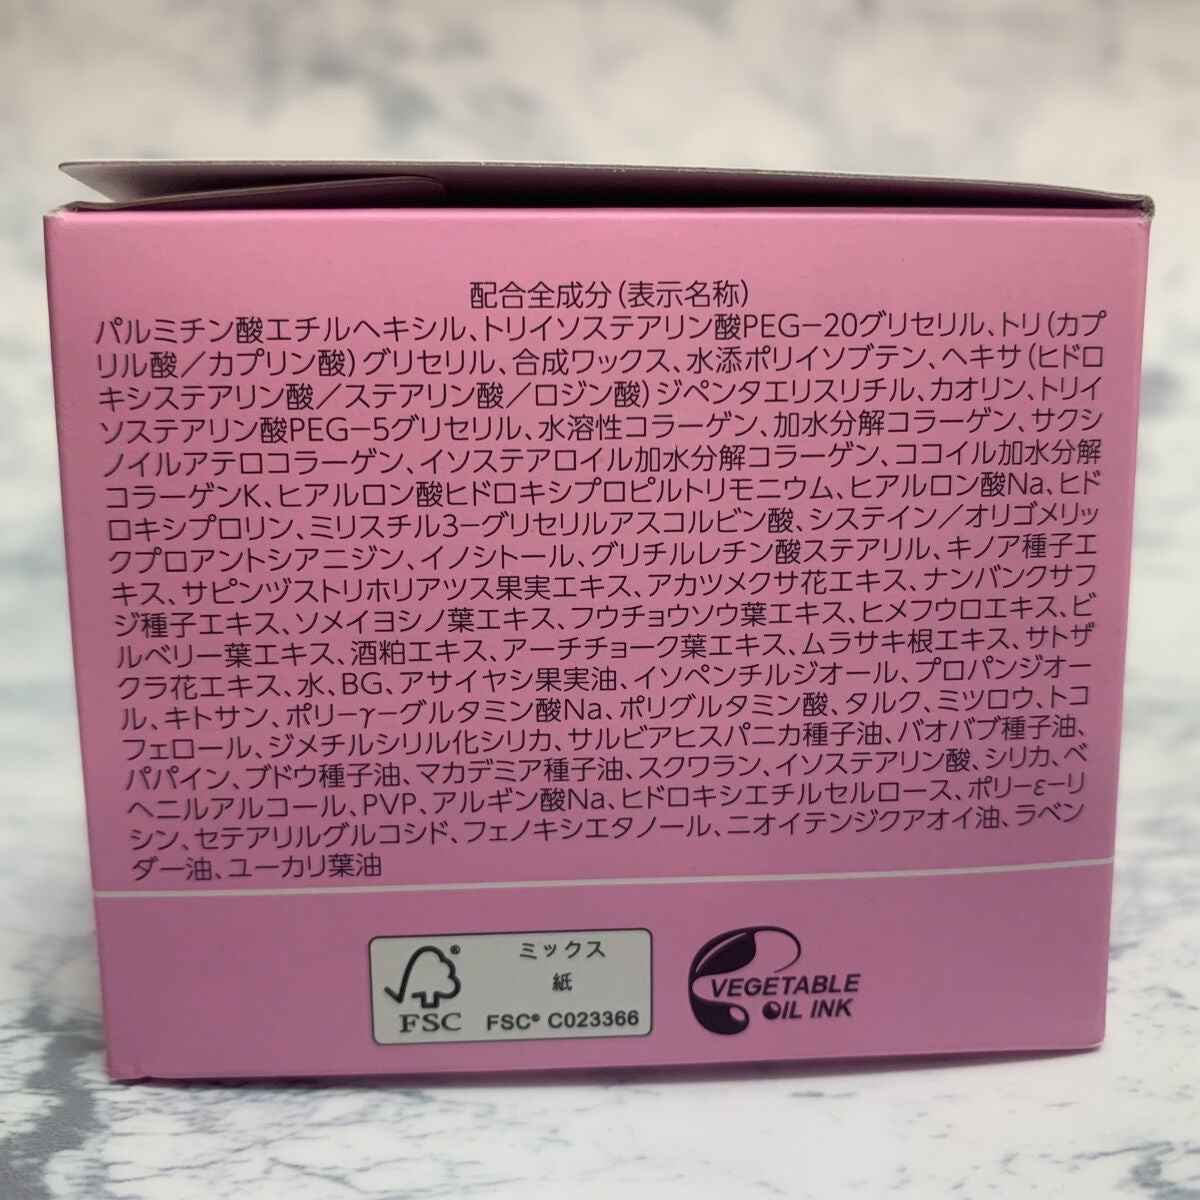 配合全成分(表示名称)
パルミチン酸エチルヘキシル、トリイソステアリン酸PEG−20グリセリル、トリ(カプ
リル酸／カプリン酸)グリセリル、合成ワックス、水添ポリイソブテン、ヘキサ(ヒドロ
キシステアリン酸／ステアリン酸／ロジン酸)ジペンタエリスリチル、カオリン、トリイ
ソステアリン酸PEG−5グリセリル、水溶性コラーゲン、加水分解コラーゲン、サクシ
ノイルアテロコラーゲン、イソステアロイル加水分解コラーゲン、ココイル加水分解
コラーゲンK、ヒアルロン酸ヒドロキシプロピルトリモニウム、ヒアルロン酸Na、ヒド
ロキシプロリン、ミリスチル3−グリセリルアスコルビン酸、システイン／オリゴメリッ
クプロアントシアニジン、イノシトール、グリチルレチン酸ステアリル、キノア種子エ
キス、サピンヅストリホリアツス果実エキス、アカツメクサ花エキス、ナンバンクサフ
ジ種子エキス、ソメイヨシノ葉エキス、フウチョウソウ葉エキス、ヒメフウロエキス、ビ
ルベリー葉エキス、酒粕エキス、アーチチョーク葉エキス、ムラサキ根エキス、サトザ
クラ花エキス、水、BG、アサイヤシ果実油、イソペンチルジオール、プロパンジオー
ル、キトサン、ポリ−γ−グルタミン酸Na、ポリグルタミン酸、タルク、ミツロウ、トコ
フェロール、ジメチルシリル化シリカ、サルビアヒスパニカ種子油、バオバブ種子油、
パパイン、ブドウ種子油、マカデミア種子油、スクワラン、イソステアリン酸、シリカ、ベ
ヘニルアルコール、PVP、アルギン酸Na、ヒドロキシエチルセルロース、ポリ−ε−リ
シン、セテアリルグルコシド、フェノキシエタノール、ニオイテンジクアオイ油、ラベン
ダー油、ユーカリ葉油
ミックス
紙
FSC® C023366
®
FSC
VEGETABLE
OIL INK